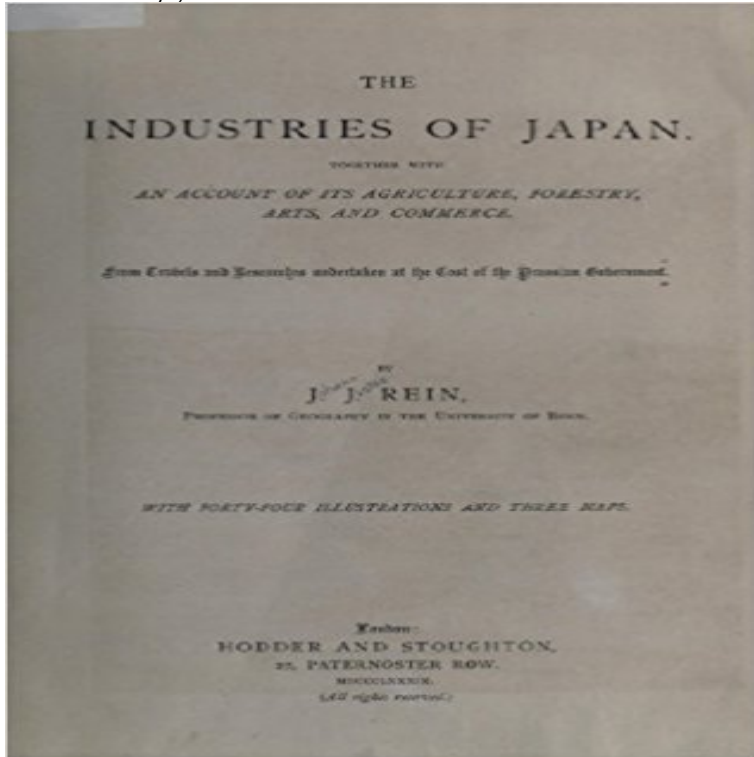 THE
INDUSTRIES OF JAPAN.
TOGETHER WITH
AN ACCOUNT OF ITS AGRICULTURE, FORESTRY,
ARTS, AND COMMERCE.
From Travels and Researches undertaken at the Cost of the Prussian Government.
BY
J. J. REIN,
PROFESSOR OF GEOGRAPHY IN THE UNIVERSITY OF BONN.
WITH FORTY-FOUR ILLUSTRATIONS AND THREE MAPS.
London:
HODDER AND STOUGHTON,
27, PATERNOSTER ROW.
MDCCCLXXXIX.
(All rights reserved.)